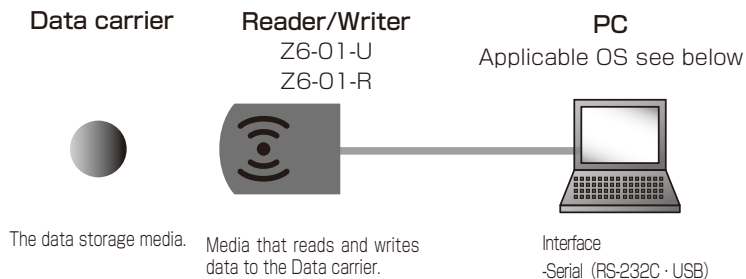 Data carrier
The data storage media.
Reader/Writer
Z6-01-U
Z6-01-R
Media that reads and writes
data to the Data carrier.
PC
Applicable OS see below
Interface
-Serial (RS-232C · USB)